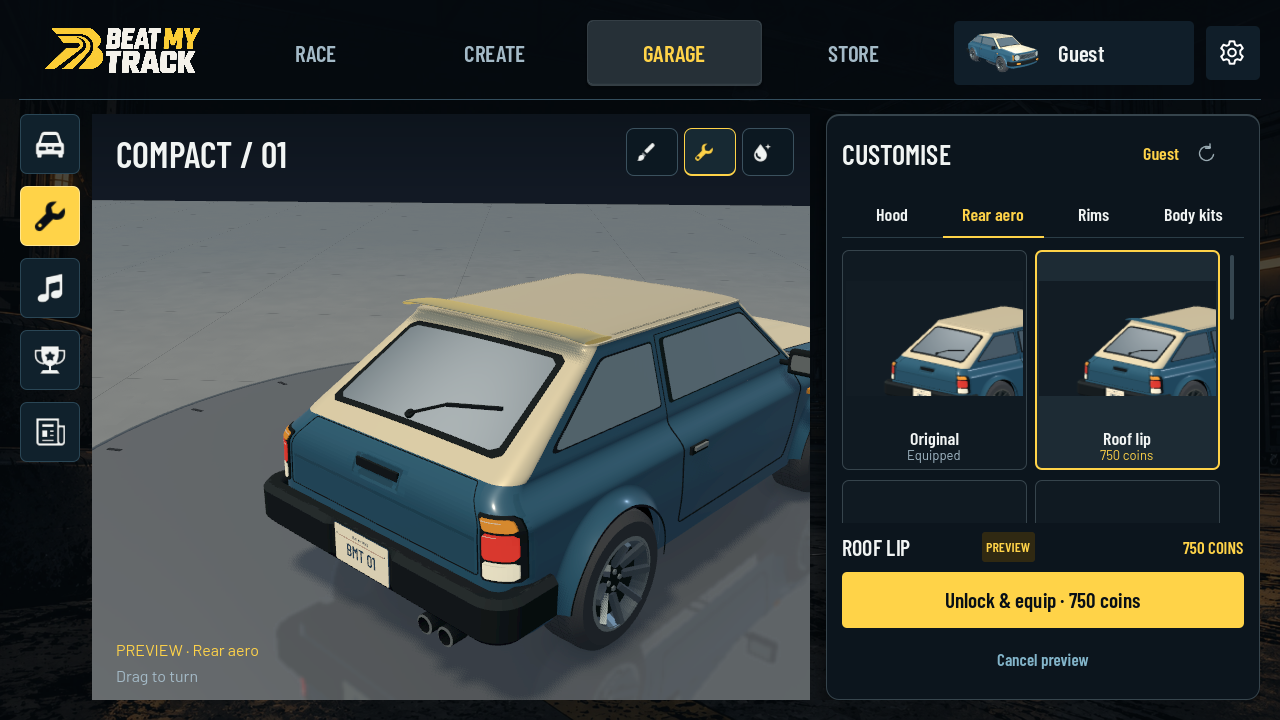 BEAT MY TRACK
RACE
CREATE
GARAGE
STORE
Guest
COMPACT / 01
CUSTOMISE
Guest
Hood
Rear aero
Rims
Body kits
Original
Equipped
Roof lip
750 coins
BMT 01
ROOF LIP
PREVIEW
750 COINS
Unlock & equip · 750 coins
Cancel preview
PREVIEW · Rear aero
Drag to turn